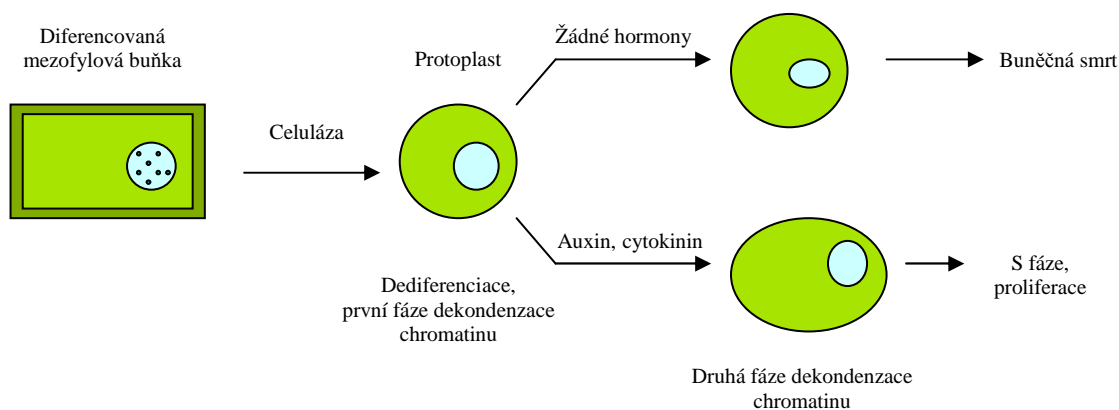 Diferencovaná
mezofylová buňka
Celuláza
Protoplast
Dediferenciace,
první fáze dekondenzace
chromatinu
Žádné hormony
Buněčná smrt
Auxin, cytokinin
Druhá fáze dekondenzace
chromatinu
S fáze,
proliferace